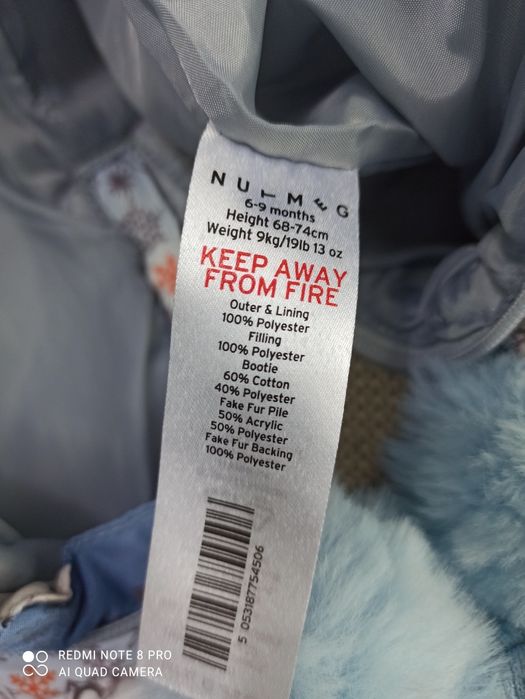 NUTMEG
6-9 months
Height 68-74cm
Weight 9kg/19lb 13 oz
KEEP AWAY
FROM FIRE
Outer & Lining
100% Polyester
Filling
100% Polyester
Bootie
60% Cotton
40% Polyester
Fake Fur Pile
50% Acrylic
50% Polyester
Fake Fur Backing
100% Polyester
5 053187754506
REDMI NOTE 8 PRO
AI QUAD CAMERA